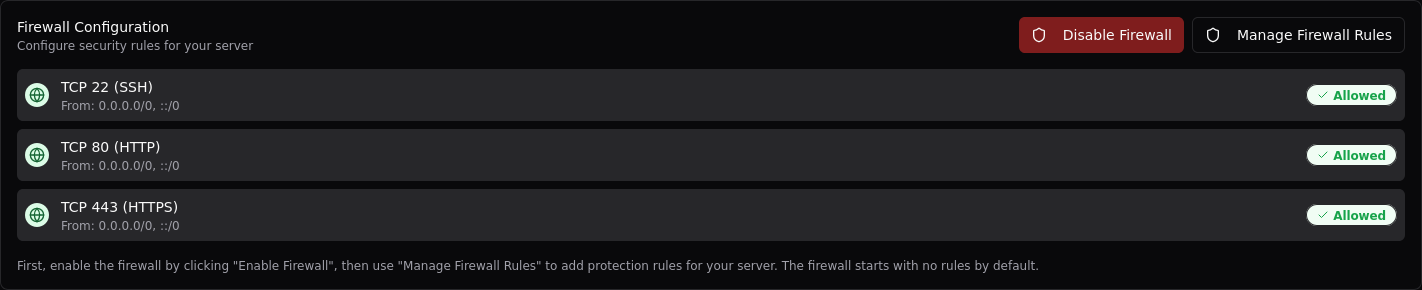 Firewall Configuration
Configure security rules for your server
Disable Firewall
Manage Firewall Rules
TCP 22 (SSH)
From: 0.0.0.0/0, ::/0
Allowed
TCP 80 (HTTP)
From: 0.0.0.0/0, ::/0
Allowed
TCP 443 (HTTPS)
From: 0.0.0.0/0, ::/0
Allowed
First, enable the firewall by clicking "Enable Firewall", then use "Manage Firewall Rules" to add protection rules for your server. The firewall starts with no rules by default.